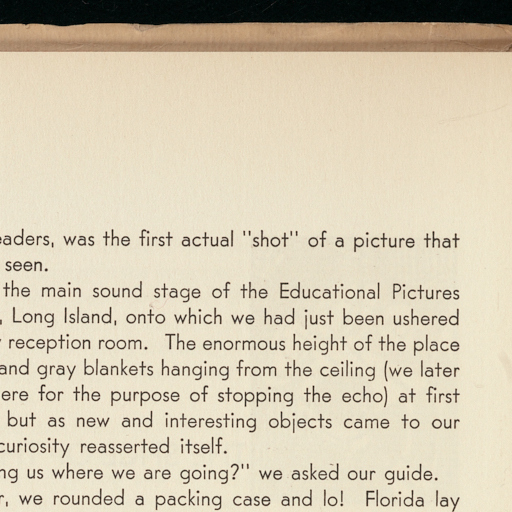 eaders, was the first actual "shot" of a picture that
seen.
the main sound stage of the Educational Pictures
, Long Island, onto which we had just been ushered
reception room. The enormous height of the place
and gray blankets hanging from the ceiling (we later
ere for the purpose of stopping the echo) at first
but as new and interesting objects came to our
curiosity reasserted itself.
ng us where we are going?" we asked our guide.
r, we rounded a packing case and lo! Florida lay